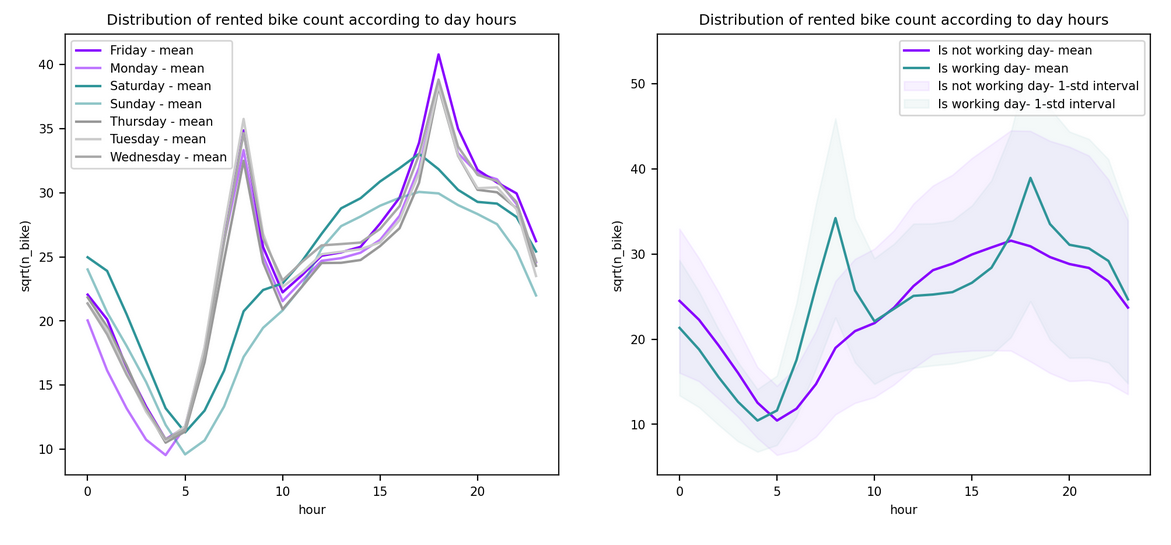 Distribution of rented bike count according to day hours
sqrt(n_bike)
40
35
30
25
20
15
10
Friday - mean
Monday - mean
Saturday - mean
Sunday - mean
Thursday - mean
Tuesday - mean
Wednesday - mean
0 5 10 15 20
hour
Distribution of rented bike count according to day hours
sqrt(n_bike)
50
40
30
20
10
Is not working day- mean
Is working day- mean
Is not working day- 1-std interval
Is working day- 1-std interval
0 5 10 15 20
hour